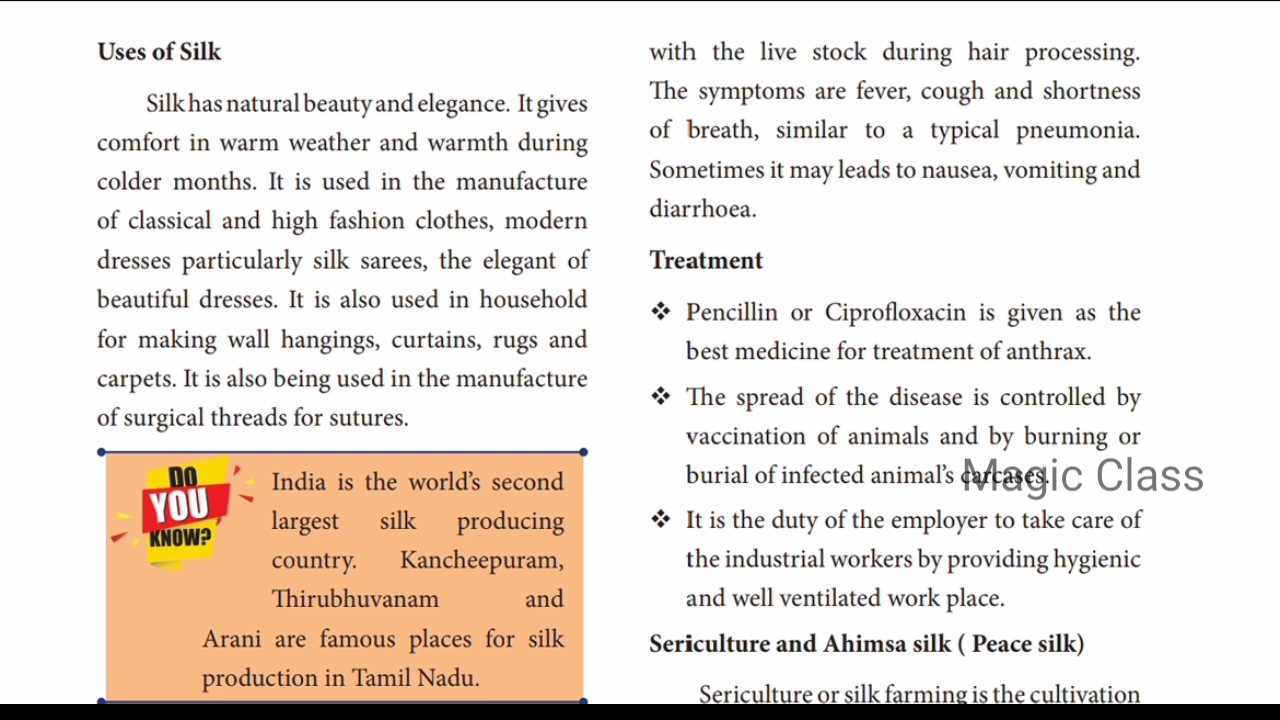 Uses of Silk
Silk has natural beauty and elegance. It gives
comfort in warm weather and warmth during
colder months. It is used in the manufacture
of classical and high fashion clothes, modern
dresses particularly silk sarees, the elegant of
beautiful dresses. It is also used in household
for making wall hangings, curtains, rugs and
carpets. It is also being used in the manufacture
of surgical threads for sutures.
DO
YOU
KNOW?
India is the world's second
largest silk producing
country. Kancheepuram,
Thirubhuvanam and
Arani are famous places for silk
production in Tamil Nadu.
with the live stock during hair processing.
The symptoms are fever, cough and shortness
of breath, similar to a typical pneumonia.
Sometimes it may leads to nausea, vomiting and
diarrhoea.
Treatment
❖ Pencillin or Ciprofloxacin is given as the
best medicine for treatment of anthrax.
❖ The spread of the disease is controlled by
vaccination of animals and by burning or
burial of infected animal's carcases.
Magic Class
❖ It is the duty of the employer to take care of
the industrial workers by providing hygienic
and well ventilated work place.
Sericulture and Ahimsa silk ( Peace silk)
Sericulture or silk farming is the cultivation